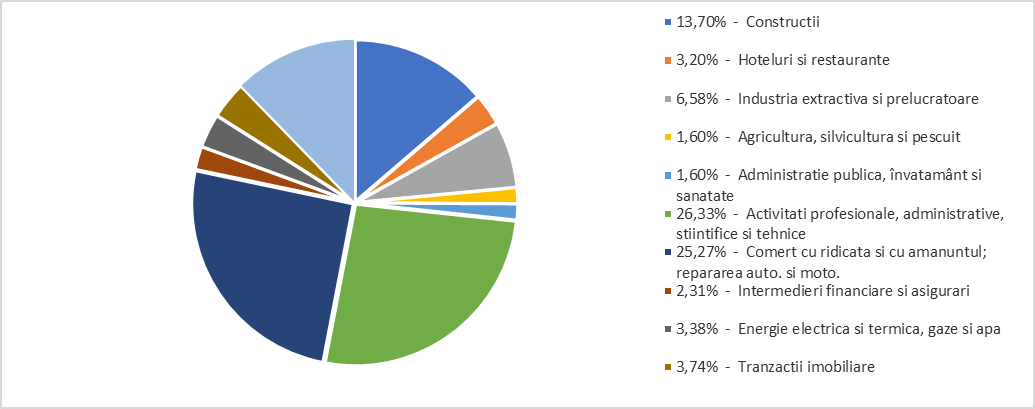 13,70% - Constructii
3,20% - Hoteluri si restaurante
6,58% - Industria extractiva si prelucratoare
1,60% - Agricultura, silvicultura si pescuit
1,60% - Administratie publica, învatamânt si
sanatate
26,33% - Activitati profesionale, administrative,
stiintifice si tehnice
25,27% - Comert cu ridicata si cu amanuntul;
repararea auto. si moto.
2,31% - Intermedieri financiare si asigurari
3,38% - Energie electrica si termica, gaze si apa
3,74% - Tranzactii imobiliare